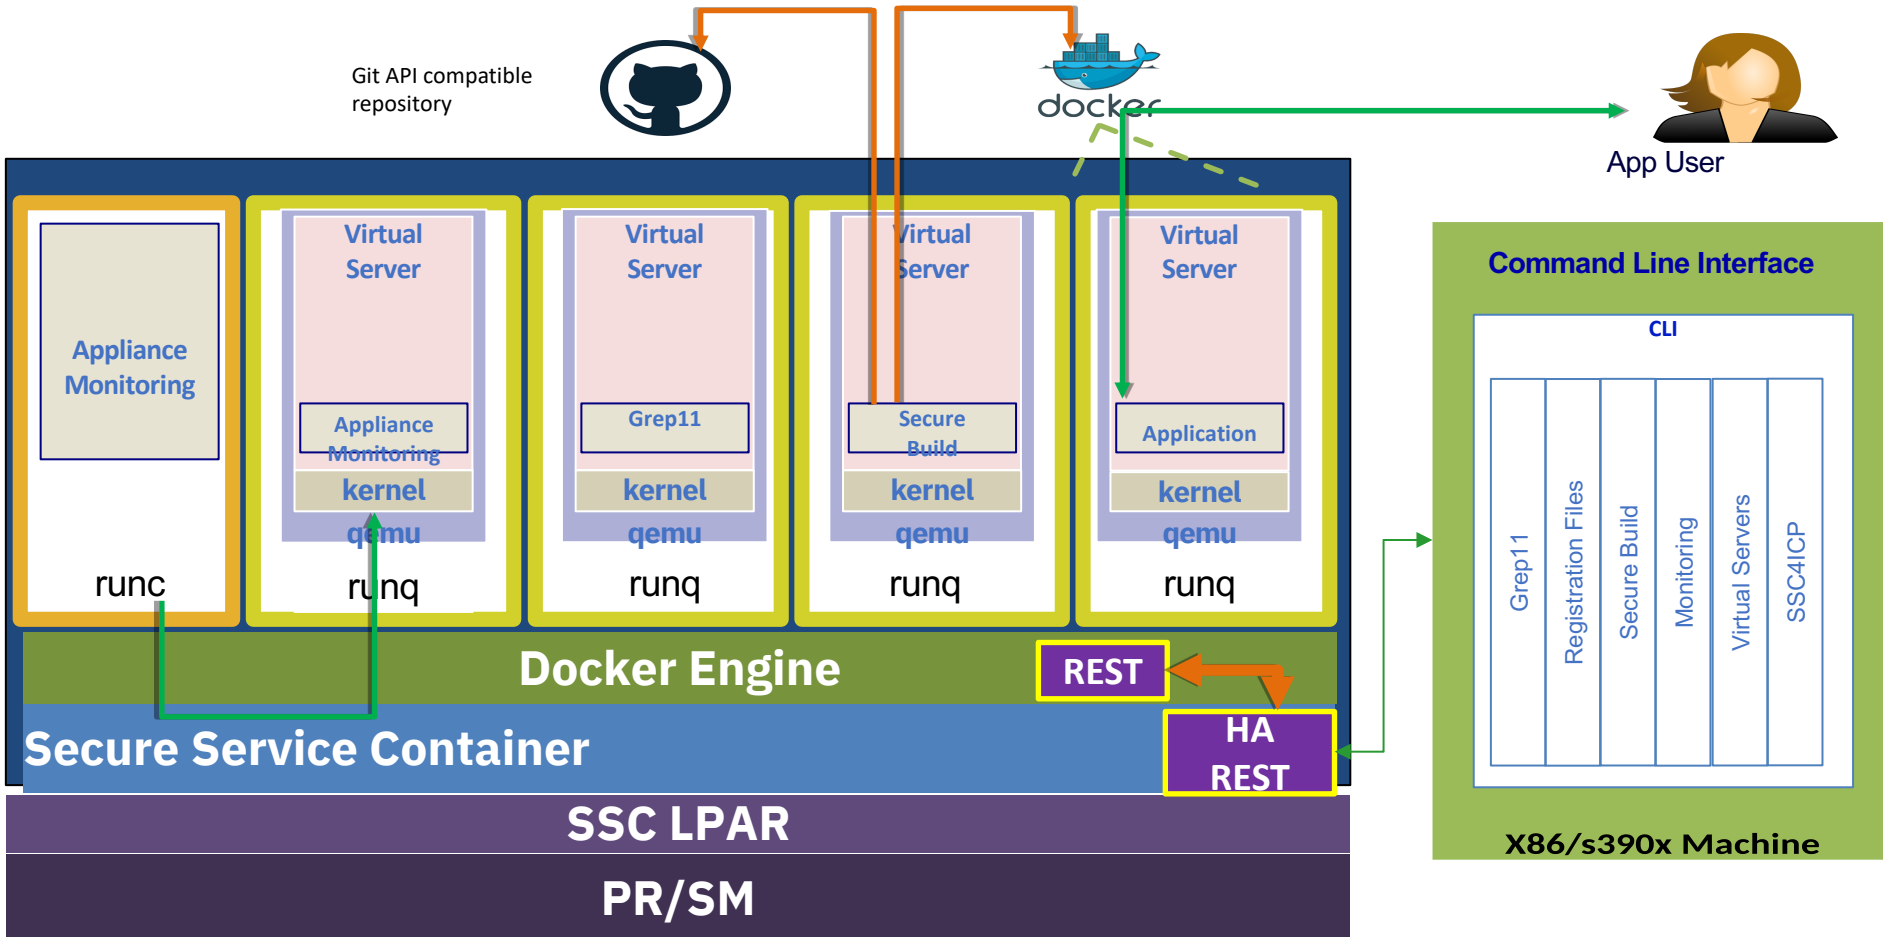 Git API compatible
repository
docker
App User
Virtual
Server
Virtual
Server
Virtual
Server
Virtual
Server
Appliance
Monitoring
Appliance
Monitoring
Grep11
Secure
Build
Application
kernel
kernel
kernel
kernel
qemu
qemu
qemu
qemu
runc
runq
runq
runq
runq
Docker Engine
REST
Secure Service Container
HA
REST
SSC LPAR
PR/SM
Command Line Interface
CLI
Grep11
Registration Files
Secure Build
Monitoring
Virtual Servers
SSC4ICP
X86/s390x Machine